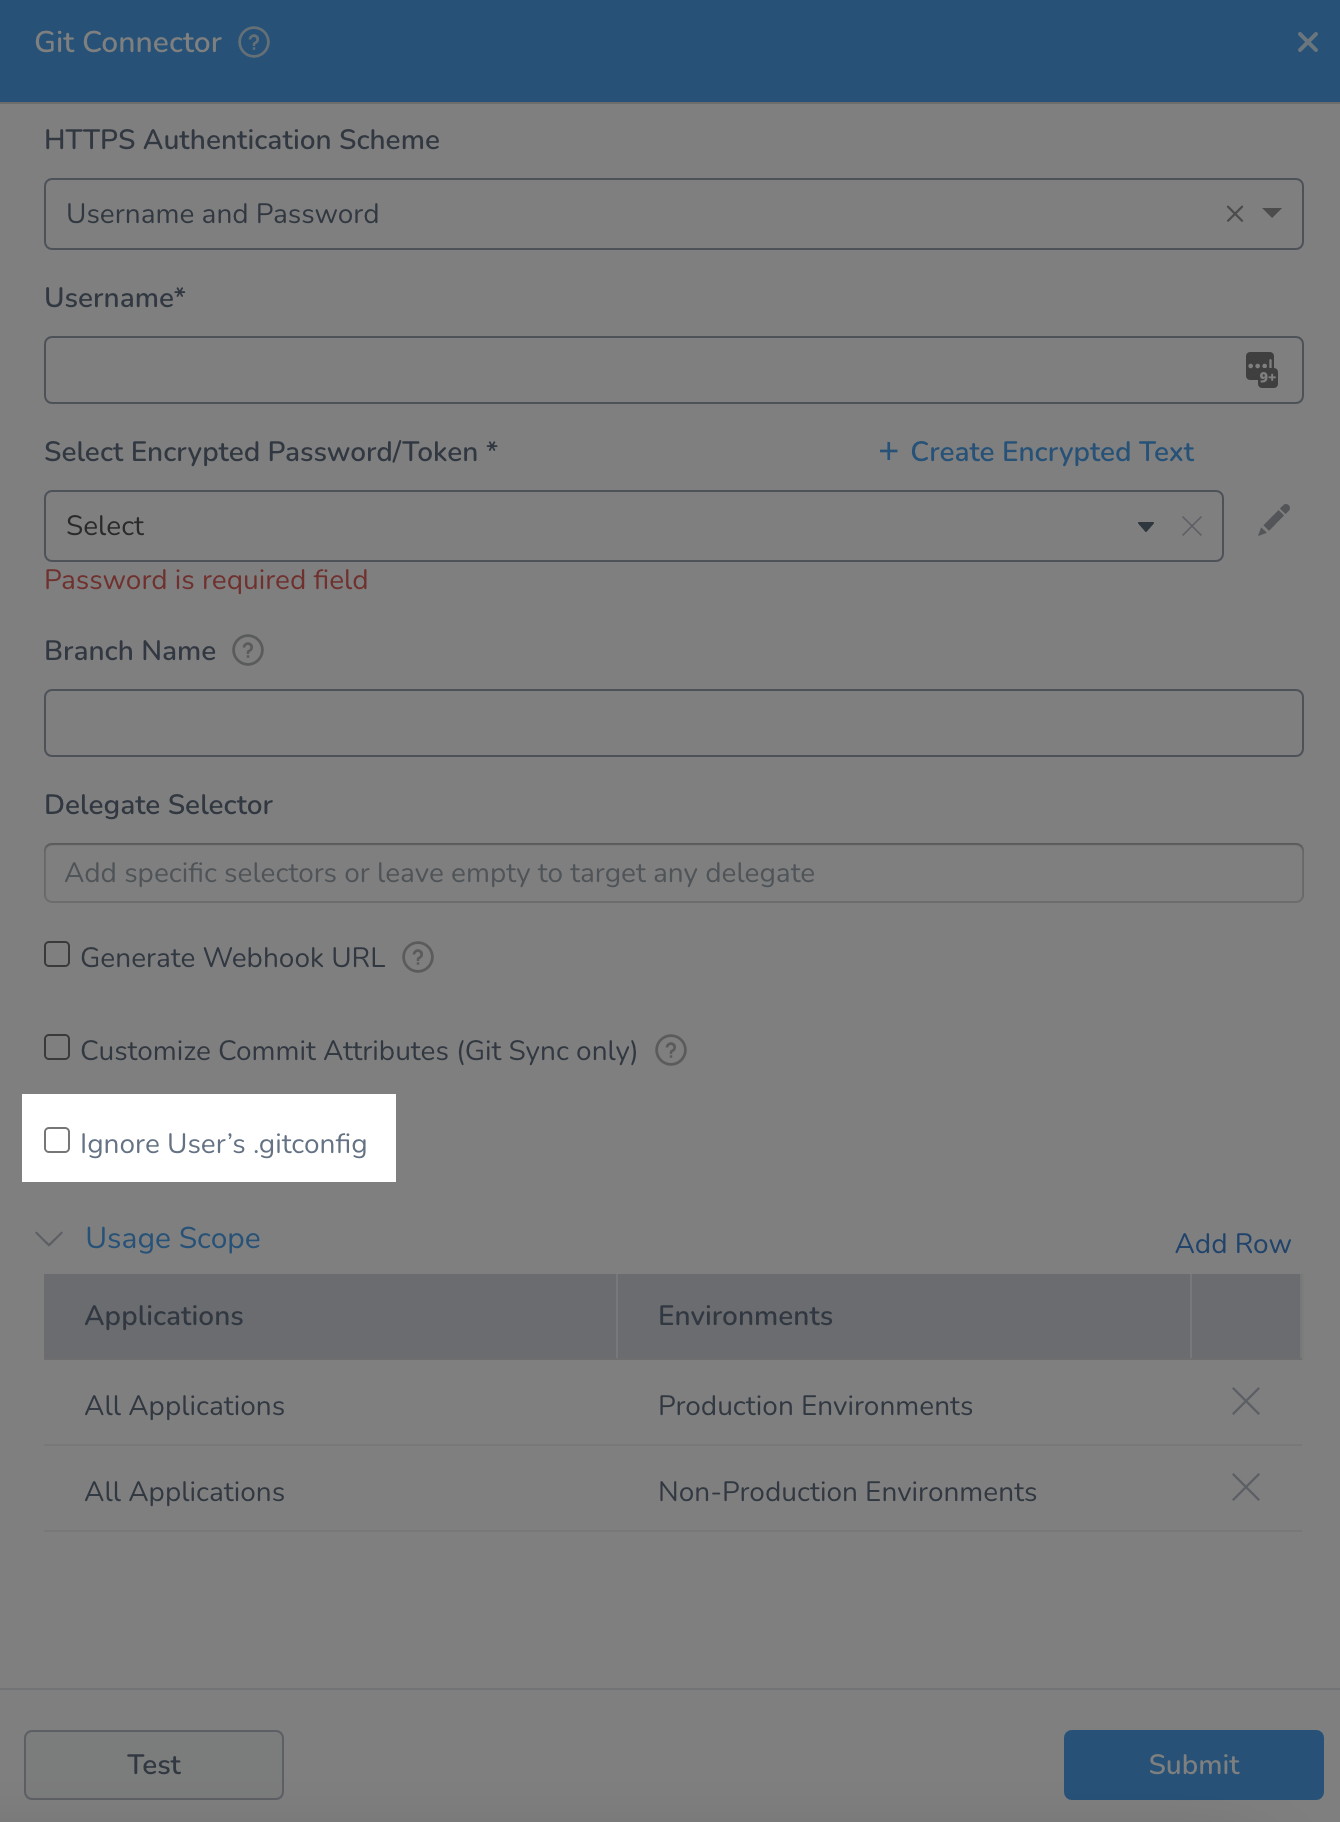 Git Connector ?
HTTPS Authentication Scheme
Username and Password
Username*
9+
Select Encrypted Password/Token * + Create Encrypted Text
Select
Password is required field
Branch Name ?
Delegate Selector
Add specific selectors or leave empty to target any delegate
Generate Webhook URL ?
Customize Commit Attributes (Git Sync only) ?
Ignore User’s .gitconfig
Usage Scope Add Row
Applications Environments
All Applications Production Environments
All Applications Non-Production Environments
Test Submit